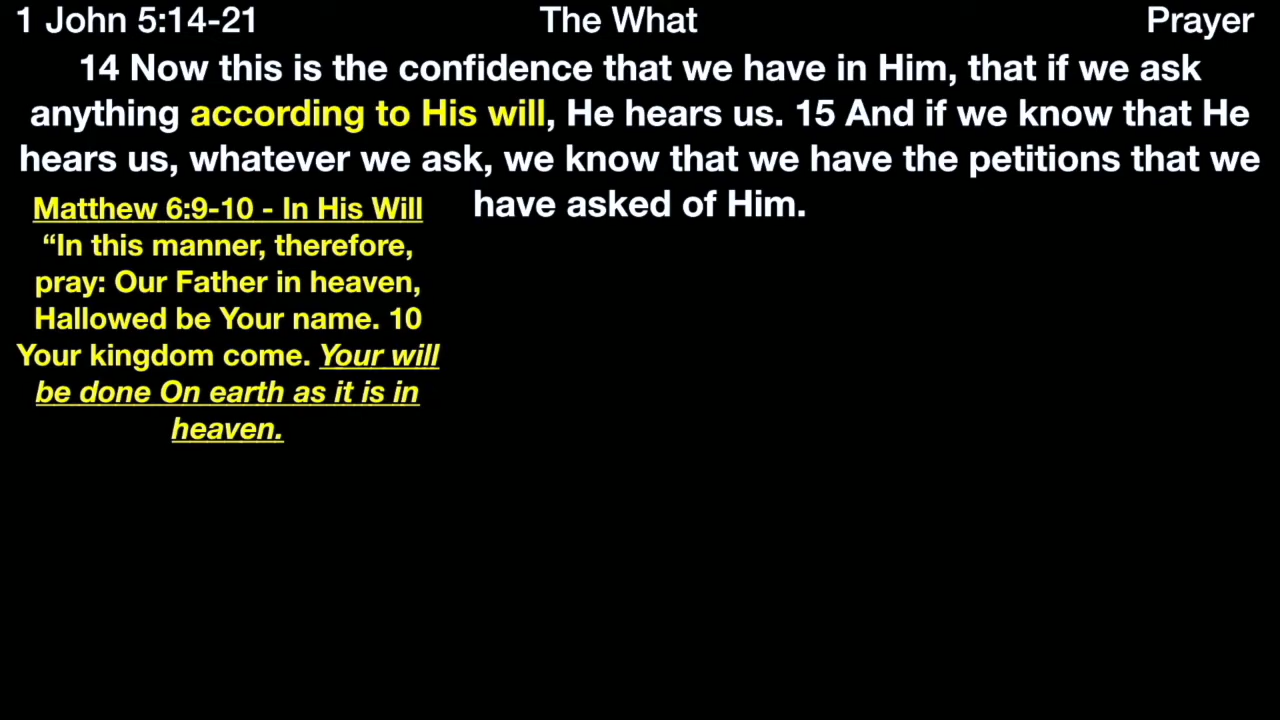 1 John 5:14-21 The What Prayer
14 Now this is the confidence that we have in Him, that if we ask
anything according to His will, He hears us. 15 And if we know that He
hears us, whatever we ask, we know that we have the petitions that we
have asked of Him.
Matthew 6:9-10 - In His Will
“In this manner, therefore,
pray: Our Father in heaven,
Hallowed be Your name. 10
Your kingdom come. Your will
be done On earth as it is in
heaven.